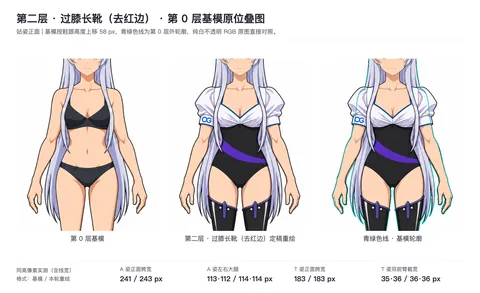 第二层 · 过膝长靴（去红边） · 第 0 层基模原位叠图
站姿正面 | 基模按鞋跟高度上移 58 px。青绿色线为第 0 层外轮廓，纯白不透明 RGB 原图直接对照。
CG
CG
第 0 层基模
第二层 · 过膝长靴（去红边）定稿重绘
青绿色线 · 基模轮廓
同高像素实测（含线宽）
格式：基模 / 本轮重绘
A 姿正面胯宽
241 / 243 px
A 姿左右大腿
113·112 / 114·114 px
T 姿正面胯宽
183 / 183 px
T 姿双前臂截宽
35·36 / 36·36 px